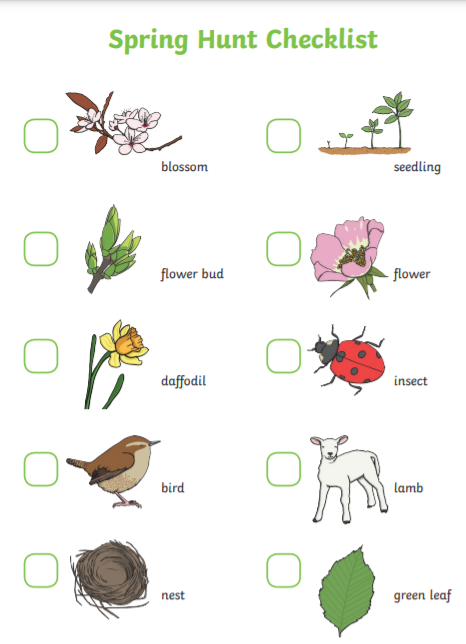 Spring Hunt Checklist
blossom
seedling
flower bud
flower
daffodil
insect
bird
lamb
nest
green leaf